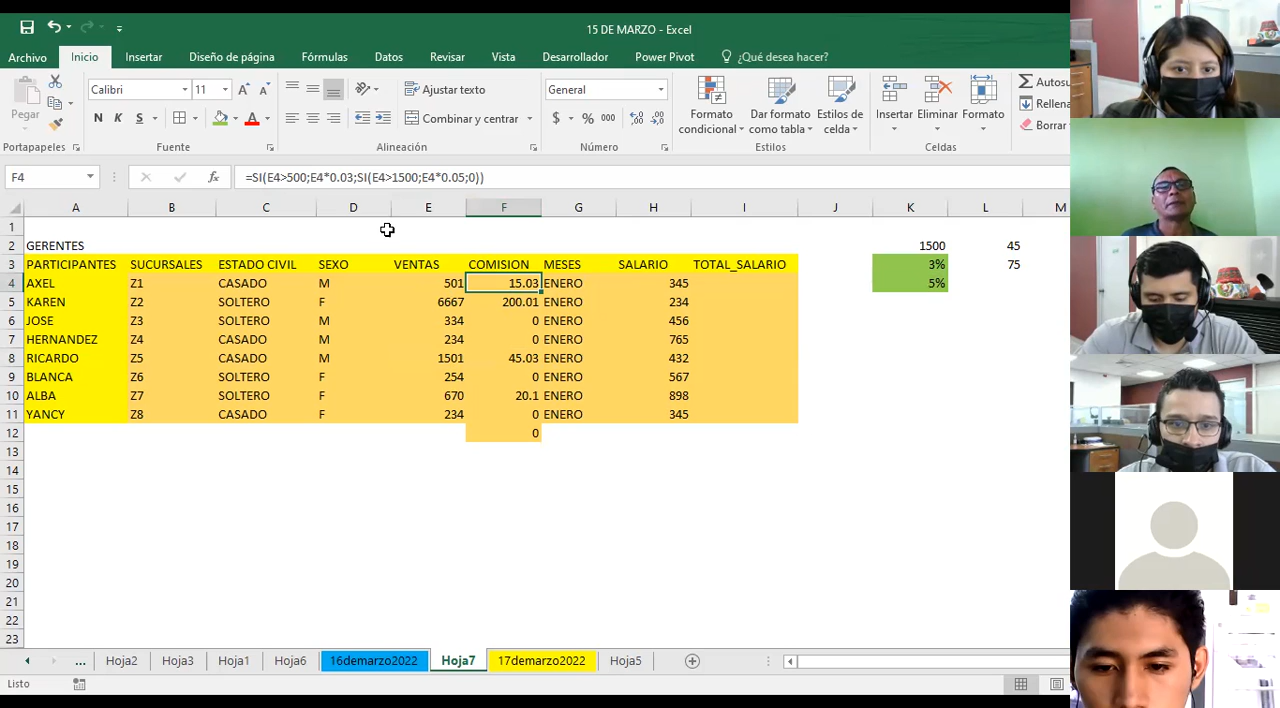 15 DE MARZO - Excel
Archivo Inicio Insertar Diseño de página Fórmulas Datos Revisar Vista Desarrollador Power Pivot ¿Qué desea hacer?
Pegar
Calibri 11
N K S
Ajustar texto
Combinar y centrar
General
$ % 000
Formato condicional
Dar formato como tabla
Estilos de celda
Insertar Eliminar Formato
Autosu
Rellena
Borrar
Portapapeles Fuente Alineación Número Estilos Celdas
F4 fx =SI(E4>500;E4*0.03;SI(E4>1500;E4*0.05;0))
A B C D E F G H I J K L M
1
2 GERENTES 1500 45
3 PARTICIPANTES SUCURSALES ESTADO CIVIL SEXO VENTAS COMISION MESES SALARIO TOTAL_SALARIO 3% 75
4 AXEL Z1 CASADO M 501 15.03 ENERO 345 5%
5 KAREN Z2 SOLTERO F 6667 200.01 ENERO 234
6 JOSE Z3 SOLTERO M 334 0 ENERO 456
7 HERNANDEZ Z4 CASADO M 234 0 ENERO 765
8 RICARDO Z5 CASADO M 1501 45.03 ENERO 432
9 BLANCA Z6 SOLTERO F 254 0 ENERO 567
10 ALBA Z7 SOLTERO F 670 20.1 ENERO 898
11 YANCY Z8 CASADO F 234 0 ENERO 345
12 0
13
14
15
16
17
18
19
20
21
22
23
... Hoja2 Hoja3 Hoja1 Hoja6 16demarzo2022 Hoja7 17demarzo2022 Hoja5
Listo